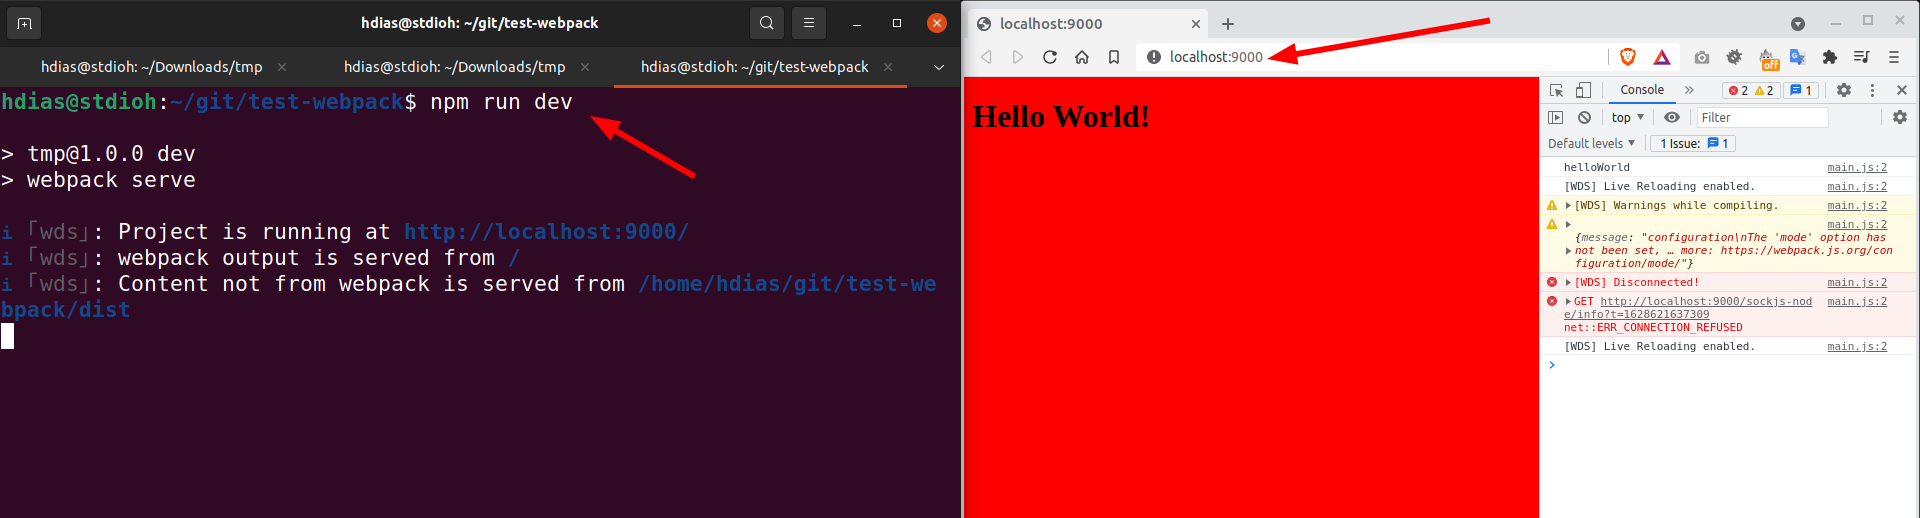 hdias@stdioh: ~/git/test-webpack
hdias@stdioh: ~/Downloads/tmp
hdias@stdioh: ~/Downloads/tmp
hdias@stdioh: ~/git/test-webpack
hdias@stdioh:~/git/test-webpack$ npm run dev
> tmp@1.0.0 dev
> webpack serve
i ｢wds｣: Project is running at http://localhost:9000/
i ｢wds｣: webpack output is served from /
i ｢wds｣: Content not from webpack is served from /home/hdias/git/test-we
bpack/dist
localhost:9000
localhost:9000
off
Hello World!
Console
2 2 1
top
Filter
Default levels
1 Issue: 1
helloWorld main.js:2
[WDS] Live Reloading enabled. main.js:2
[WDS] Warnings while compiling. main.js:2
main.js:2
{message: "configuration\nThe 'mode' option has
not been set, … more: https://webpack.js.org/con
figuration/mode/"}
[WDS] Disconnected! main.js:2
GET http://localhost:9000/sockjs-nod main.js:2
e/info?t=1628621637309
net::ERR_CONNECTION_REFUSED
[WDS] Live Reloading enabled. main.js:2